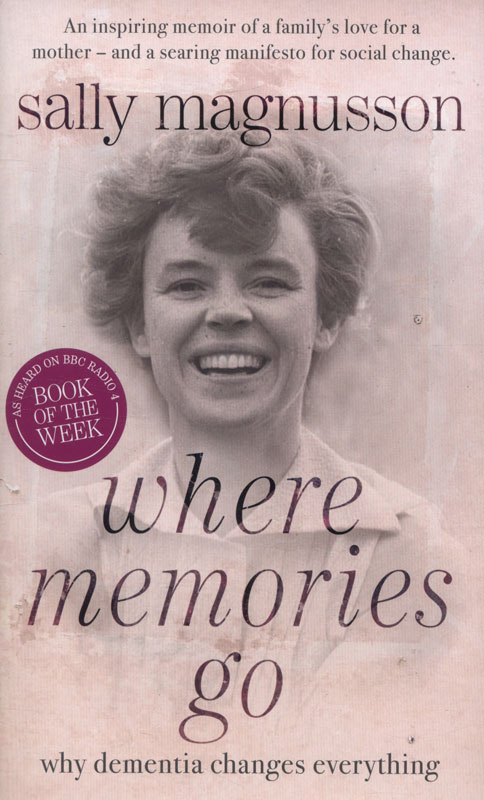 An inspiring memoir of a family's love for a
mother – and a searing manifesto for social change.
sally magnusson
AS HEARD ON BBC RADIO 4
BOOK
OF THE
WEEK
where
memories
go
why dementia changes everything